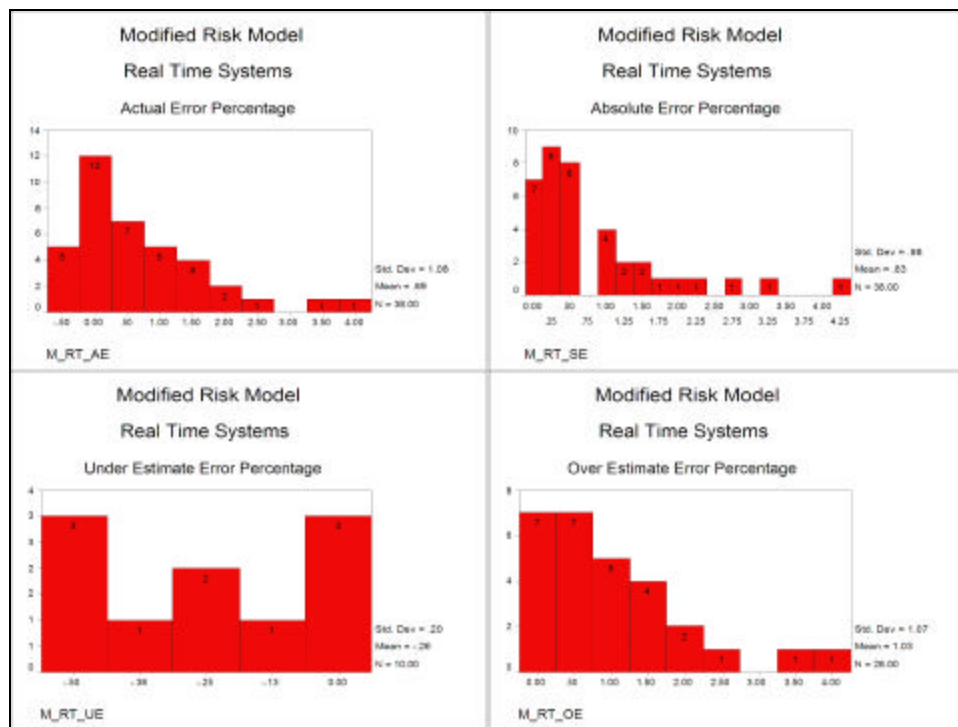 Modified Risk Model
Real Time Systems
Actual Error Percentage
14
12
10
8
6
4
2
0
5
12
7
5
4
2
1
1
1
-.50 0.00 .50 1.00 1.50 2.00 2.50 3.00 3.50 4.00
Std. Dev = 1.08
Mean = .69
N = 38.00
M_RT_AE
Modified Risk Model
Real Time Systems
Absolute Error Percentage
10
8
6
4
2
0
7
9
8
4
2
2
1
1
1
1
1
1
0.00 .50 1.00 1.50 2.00 2.50 3.00 3.50 4.00
.25 .75 1.25 1.75 2.25 2.75 3.25 3.75 4.25
Std. Dev = .98
Mean = .83
N = 38.00
M_RT_SE
Modified Risk Model
Real Time Systems
Under Estimate Error Percentage
4
3
3
2
2
1
1
0
3
1
2
1
3
-.50 -.38 -.25 -.13 0.00
Std. Dev = .20
Mean = -.26
N = 10.00
M_RT_UE
Modified Risk Model
Real Time Systems
Over Estimate Error Percentage
8
6
4
2
0
7
7
5
4
2
1
1
1
0.00 .50 1.00 1.50 2.00 2.50 3.00 3.50 4.00
Std. Dev = 1.07
Mean = 1.03
N = 28.00
M_RT_OE